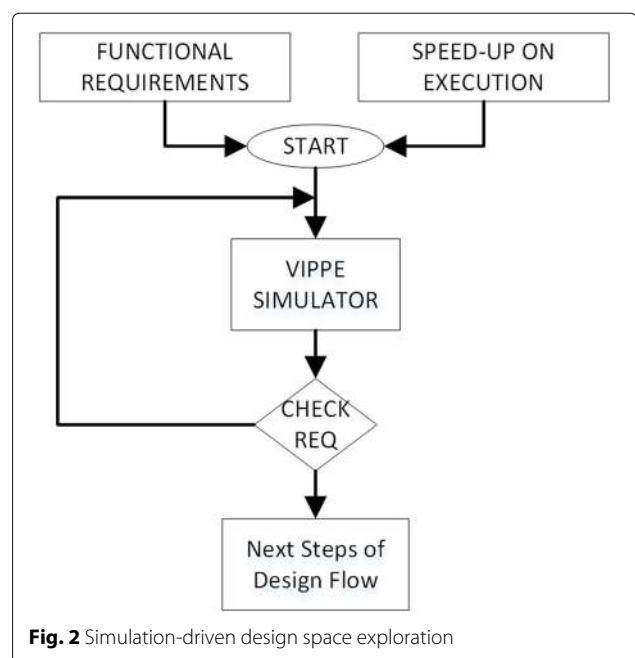 FUNCTIONAL
REQUIREMENTS
SPEED-UP ON
EXECUTION
START
VIPPE
SIMULATOR
CHECK
REQ
Next Steps of
Design Flow
Fig. 2 Simulation-driven design space exploration